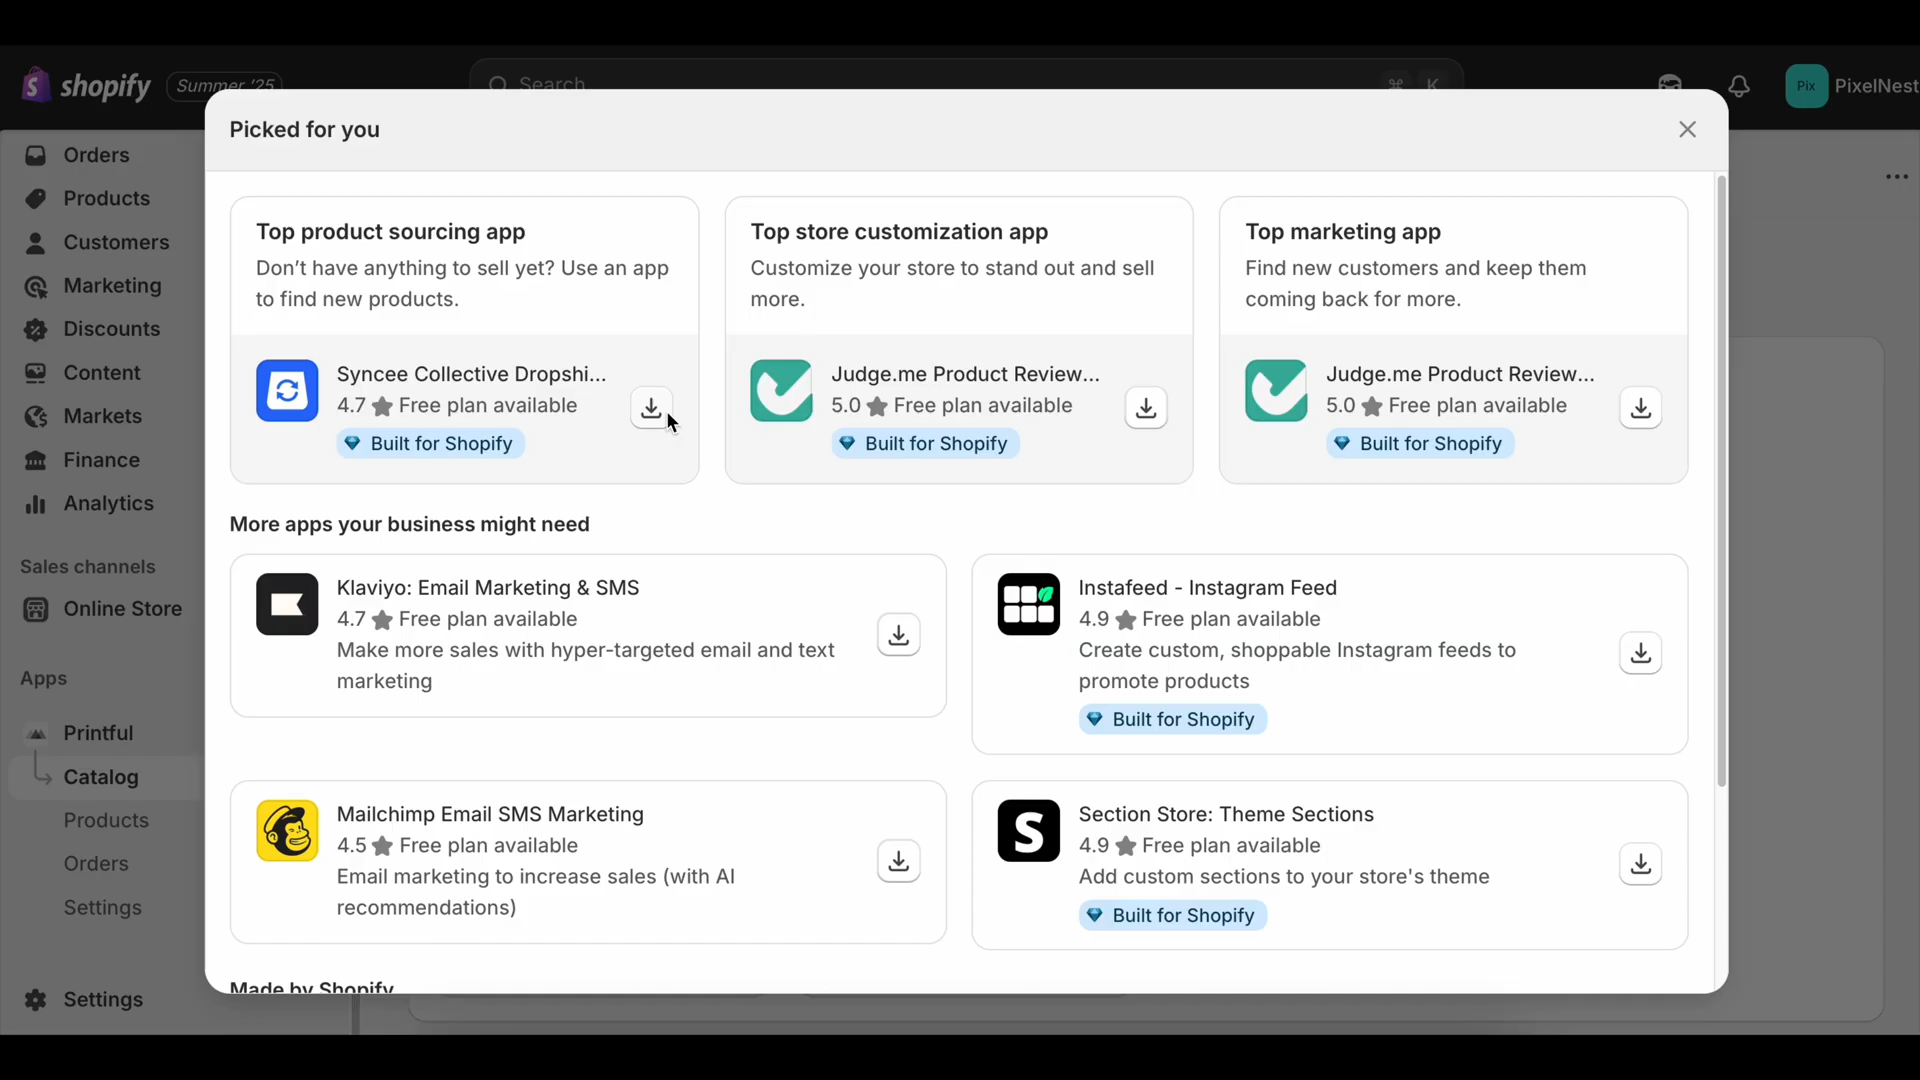 shopify
Summer '25
Search
⌘ K
Pix
PixelNest
Orders
Products
Customers
Marketing
Discounts
Content
Markets
Finance
Analytics
Sales channels
Online Store
Apps
Printful
Catalog
Products
Orders
Settings
Settings
Picked for you
Top product sourcing app
Don’t have anything to sell yet? Use an app
to find new products.
Syncee Collective Dropshi...
4.7 ★ Free plan available
Built for Shopify
Top store customization app
Customize your store to stand out and sell
more.
Judge.me Product Review...
5.0 ★ Free plan available
Built for Shopify
Top marketing app
Find new customers and keep them
coming back for more.
Judge.me Product Review...
5.0 ★ Free plan available
Built for Shopify
More apps your business might need
Klaviyo: Email Marketing & SMS
4.7 ★ Free plan available
Make more sales with hyper-targeted email and text
marketing
Instafeed - Instagram Feed
4.9 ★ Free plan available
Create custom, shoppable Instagram feeds to
promote products
Built for Shopify
Mailchimp Email SMS Marketing
4.5 ★ Free plan available
Email marketing to increase sales (with AI
recommendations)
S
Section Store: Theme Sections
4.9 ★ Free plan available
Add custom sections to your store's theme
Built for Shopify
Made by Shopify